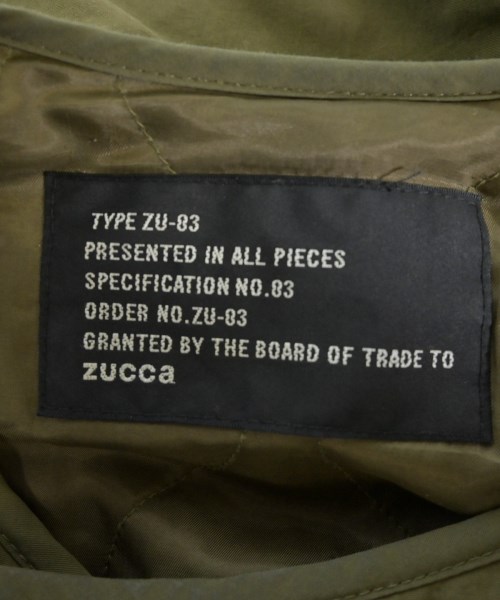 TYPE ZU-83
PRESENTED IN ALL PIECES
SPECIFICATION NO.83
ORDER NO.ZU-83
GRANTED BY THE BOARD OF TRADE TO
zucca